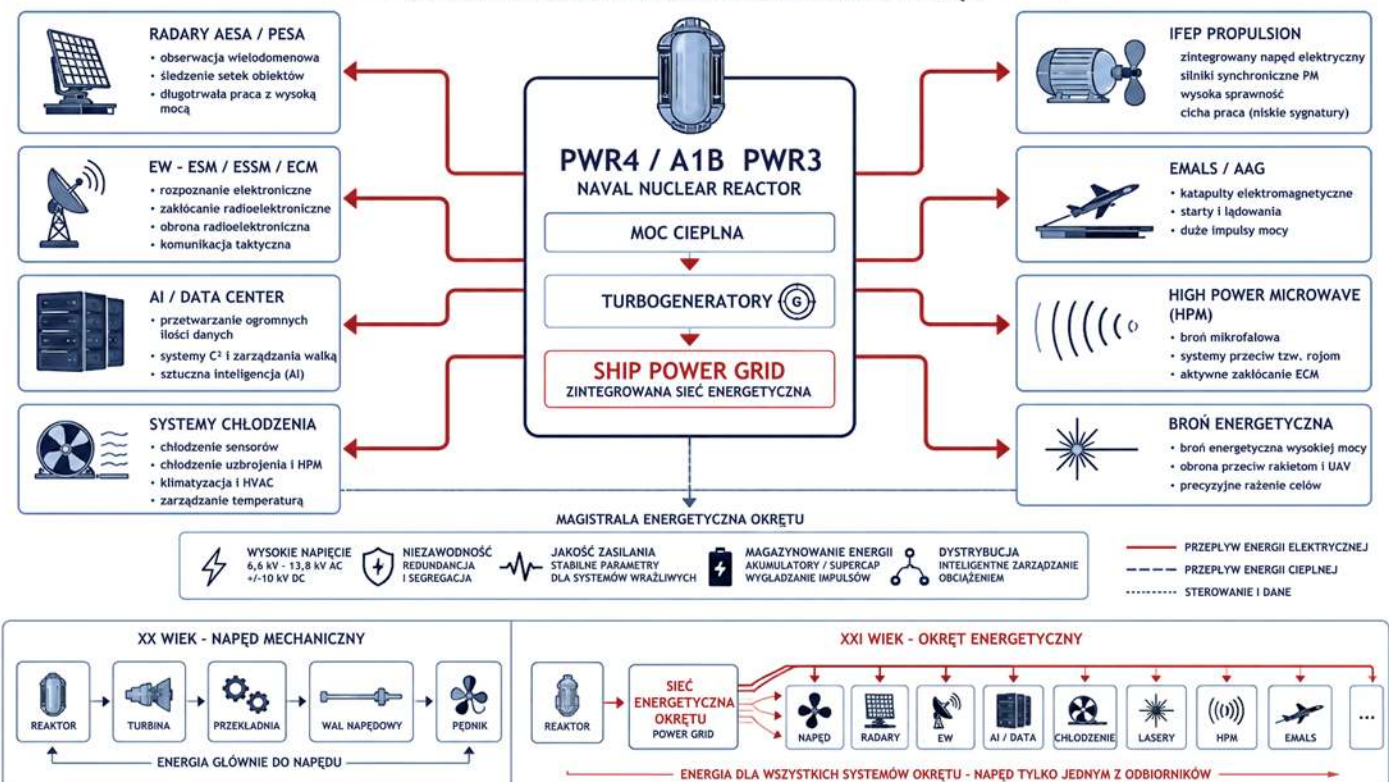 RADARY AESA / PESA
• obserwacja wielodomenowa
• śledzenie setek obiektów
• długotrwała praca z wysoką
mocą
EW - ESM / ESSM / ECM
• rozpoznanie elektroniczne
• zakłócanie radioelektroniczne
• obrona radioelektroniczna
• komunikacja taktyczna
AI / DATA CENTER
• przetwarzanie ogromnych
ilości danych
• systemy C² i zarządzania walką
• sztuczna inteligencja (AI)
SYSTEMY CHŁODZENIA
• chłodzenie sensorów
• chłodzenie uzbrojenia i HPM
• klimatyzacja i HVAC
• zarządzanie temperaturą
PWR4 / A1B PWR3
NAVAL NUCLEAR REACTOR
MOC CIEPLNA
TURBOGENERATORY G
SHIP POWER GRID
ZINTEGROWANA SIEĆ ENERGETYCZNA
IFEP PROPULSION
zintegrowany napęd elektryczny
silniki synchroniczne PM
wysoka sprawność
cicha praca (niskie sygnatury)
EMALS / AAG
• katapulty elektromagnetyczne
• starty i lądowania
• duże impulsy mocy
HIGH POWER MICROWAVE
(HPM)
• broń mikrofalowa
• systemy przeciw tzw. rojom
• aktywne zakłócanie ECM
BROŃ ENERGETYCZNA
• broń energetyczna wysokiej mocy
• obrona przeciw rakietom i UAV
• precyzyjne rażenie celów
MAGISTRALA ENERGETYCZNA OKRĘTU
WYSOKIE NAPIĘCIE
6,6 kV - 13,8 kV AC
+/-10 kV DC
NIEZAWODNOŚĆ
REDUNDANCJA
I SEGREGACJA
JAKOŚĆ ZASILANIA
STABILNE PARAMETRY
DLA SYSTEMÓW WRAŻLIWYCH
MAGAZYNOWANIE ENERGII
AKUMULATORY / SUPERCAP
WYGŁADZANIE IMPULSÓW
DYSTRYBUCJA
INTELIGENTNE ZARZĄDZANIE
OBCIĄŻENIEM
PRZEPŁYW ENERGII ELEKTRYCZNEJ
PRZEPŁYW ENERGII CIEPLNEJ
STEROWANIE I DANE
XX WIEK - NAPĘD MECHANICZNY
REAKTOR
TURBINA
PRZEKŁADNIA
WAL NAPĘDOWY
PĘDNIK
ENERGIA GŁÓWNIE DO NAPĘDU
XXI WIEK - OKRĘT ENERGETYCZNY
REAKTOR
SIEĆ
ENERGETYCZNA
OKRĘTU
POWER GRID
NAPĘD
RADARY
EW
AI / DATA
CHŁODZENIE
LASERY
HPM
EMALS
...
ENERGIA DLA WSZYSTKICH SYSTEMÓW OKRĘTU - NAPĘD TYLKO JEDNYM Z ODBIORNIKÓW